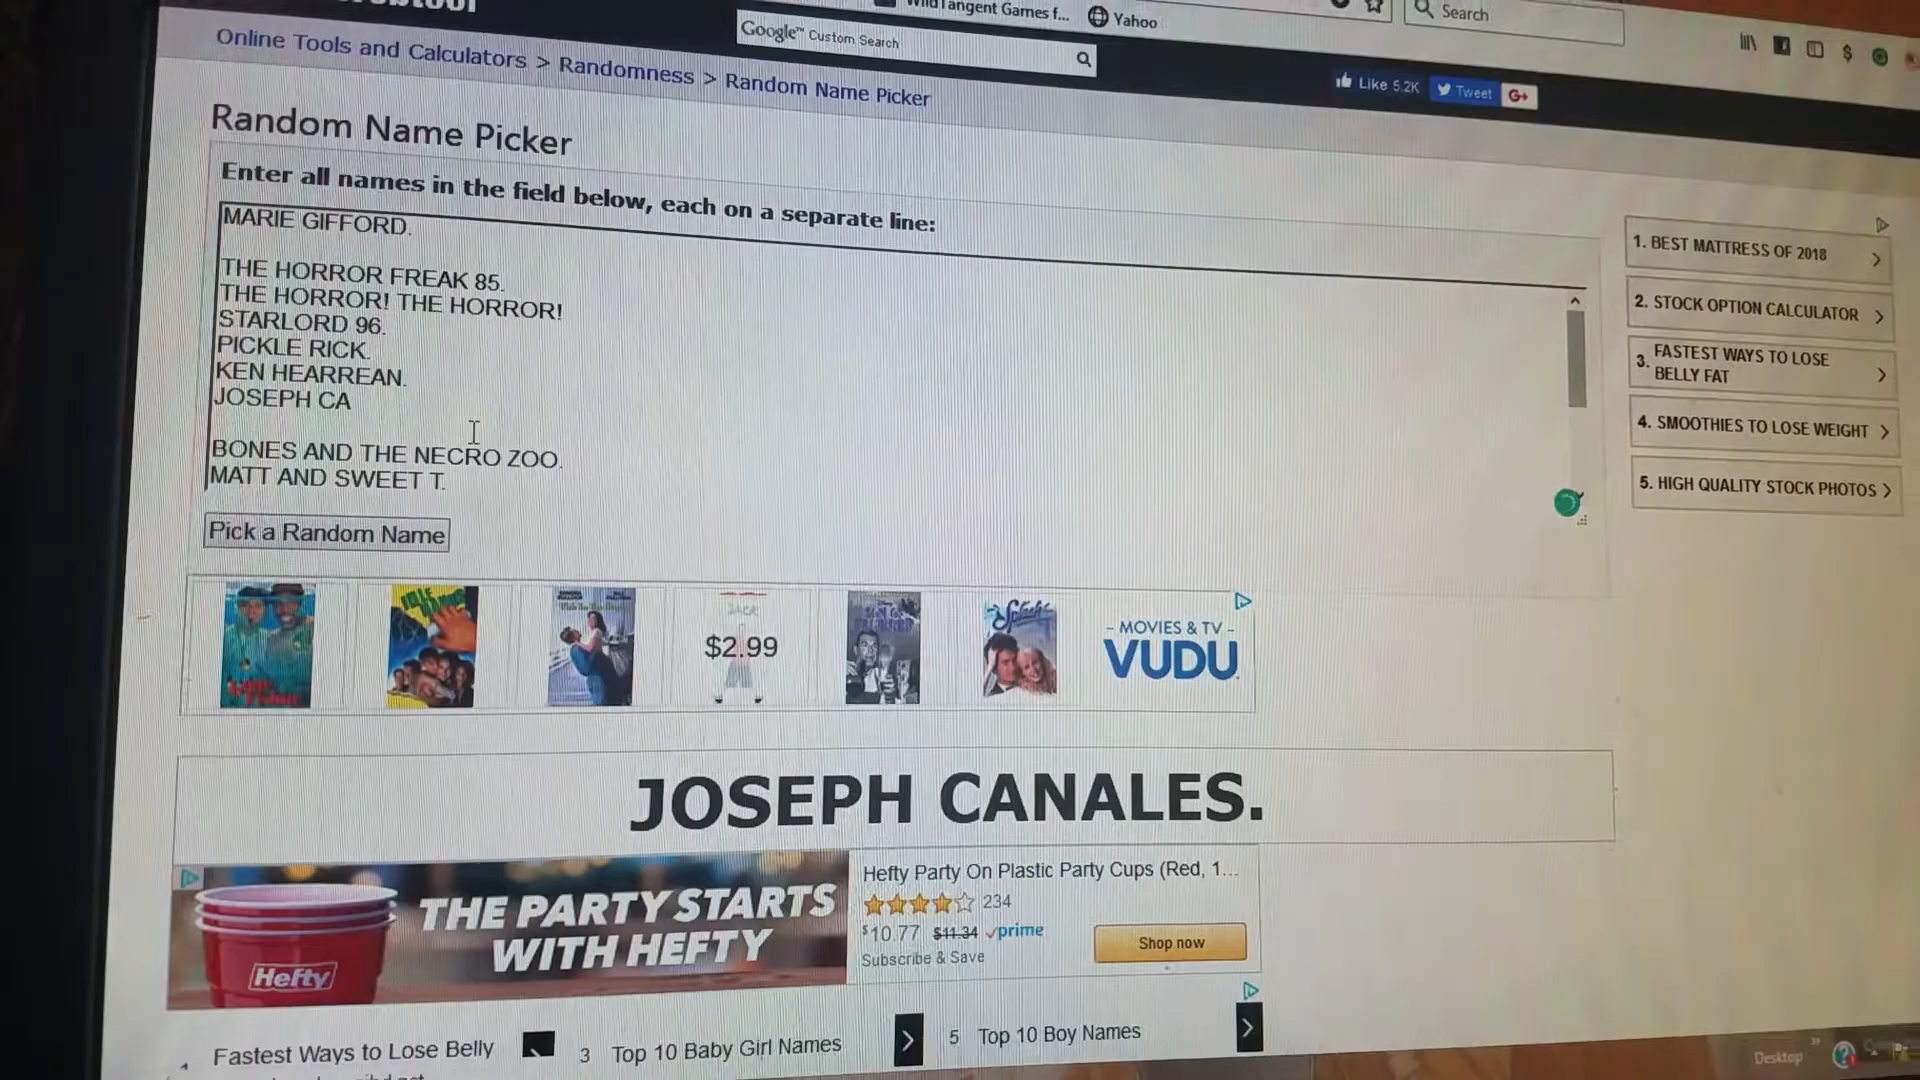 WildTangent Games f...
Yahoo
Search
Google™ Custom Search
Online Tools and Calculators > Randomness > Random Name Picker
Like 5.2K
Tweet
G+
Random Name Picker
Enter all names in the field below, each on a separate line:
MARIE GIFFORD.
THE HORROR FREAK 85.
THE HORROR! THE HORROR!
STARLORD 96.
PICKLE RICK.
KEN HEARREAN.
JOSEPH CA
BONES AND THE NECRO ZOO.
MATT AND SWEET T.
Pick a Random Name
1. BEST MATTRESS OF 2018
2. STOCK OPTION CALCULATOR
3. FASTEST WAYS TO LOSE
BELLY FAT
4. SMOOTHIES TO LOSE WEIGHT
5. HIGH QUALITY STOCK PHOTOS
JACK
$2.99
Splash
- MOVIES & TV -
VUDU
JOSEPH CANALES.
THE PARTY STARTS
WITH HEFTY
Hefty
Hefty Party On Plastic Party Cups (Red, 1...
234
$10.77 $11.34 prime
Subscribe & Save
Shop now
Fastest Ways to Lose Belly
3 Top 10 Baby Girl Names
5 Top 10 Boy Names
Desktop